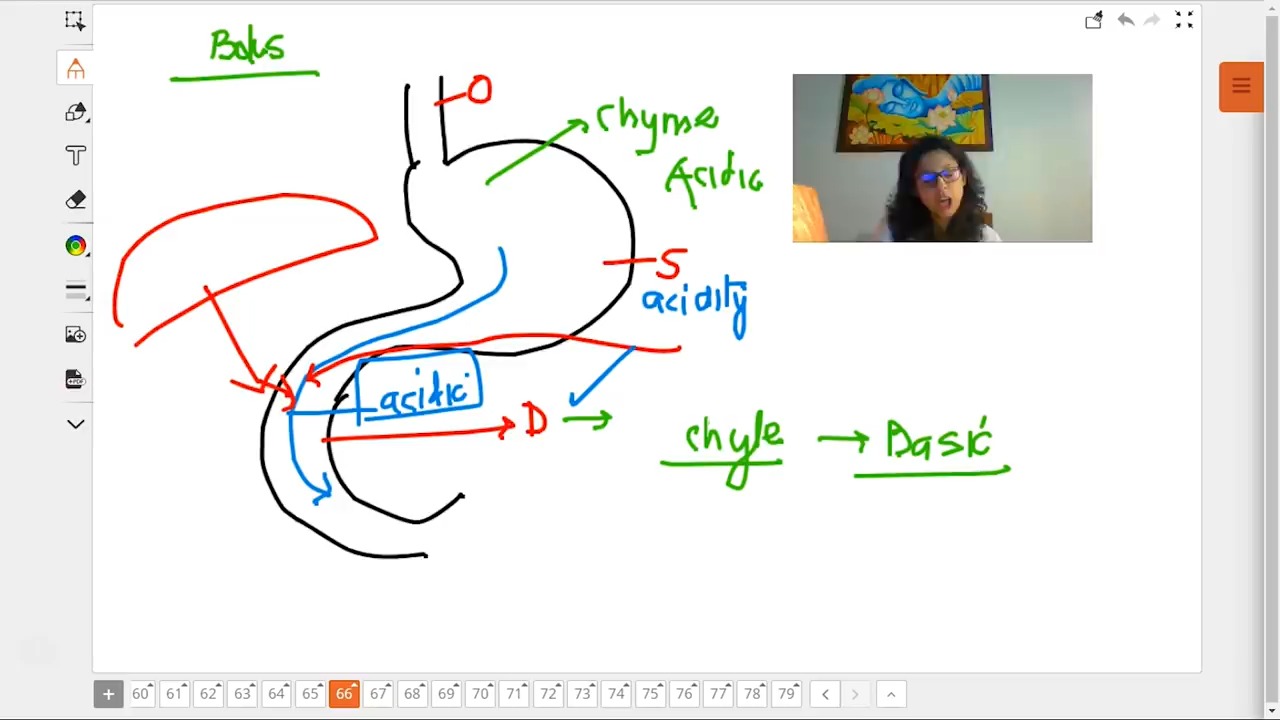 Bolus
O
Chyme
Acidic
S
acidity
acidic
D
chyle → Basic
60 61 62 63 64 65 66 67 68 69 70 71 72 73 74 75 76 77 78 79